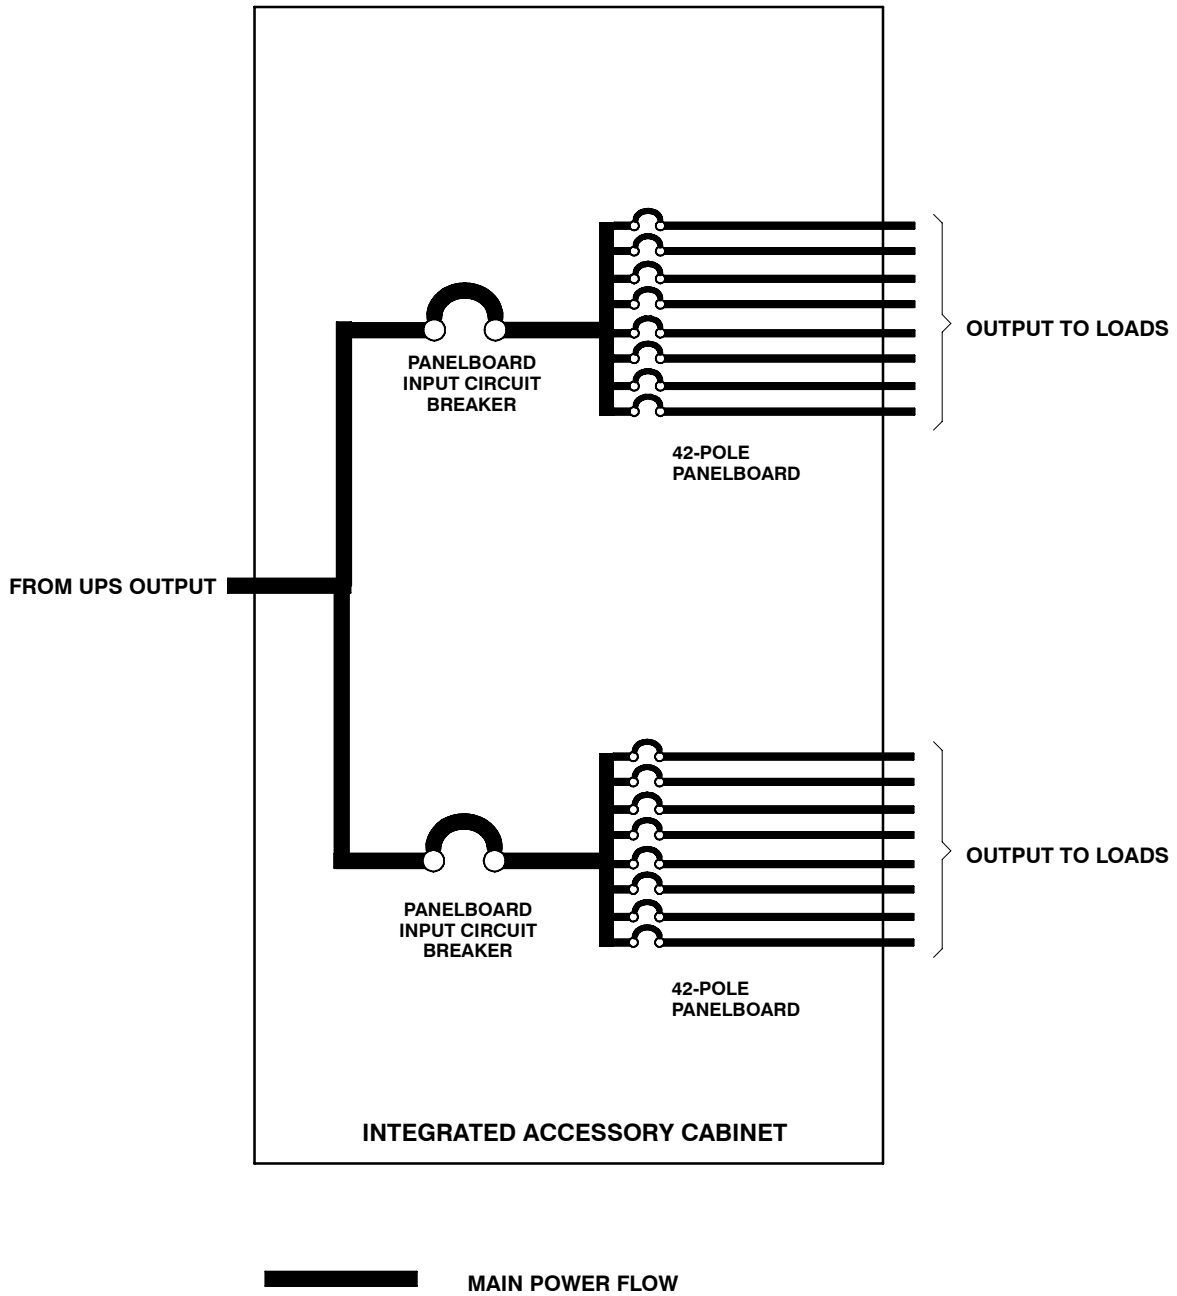 PANELBOARD
INPUT CIRCUIT
BREAKER
OUTPUT TO LOADS
42-POLE
PANELBOARD
FROM UPS OUTPUT
PANELBOARD
INPUT CIRCUIT
BREAKER
OUTPUT TO LOADS
42-POLE
PANELBOARD
INTEGRATED ACCESSORY CABINET
MAIN POWER FLOW